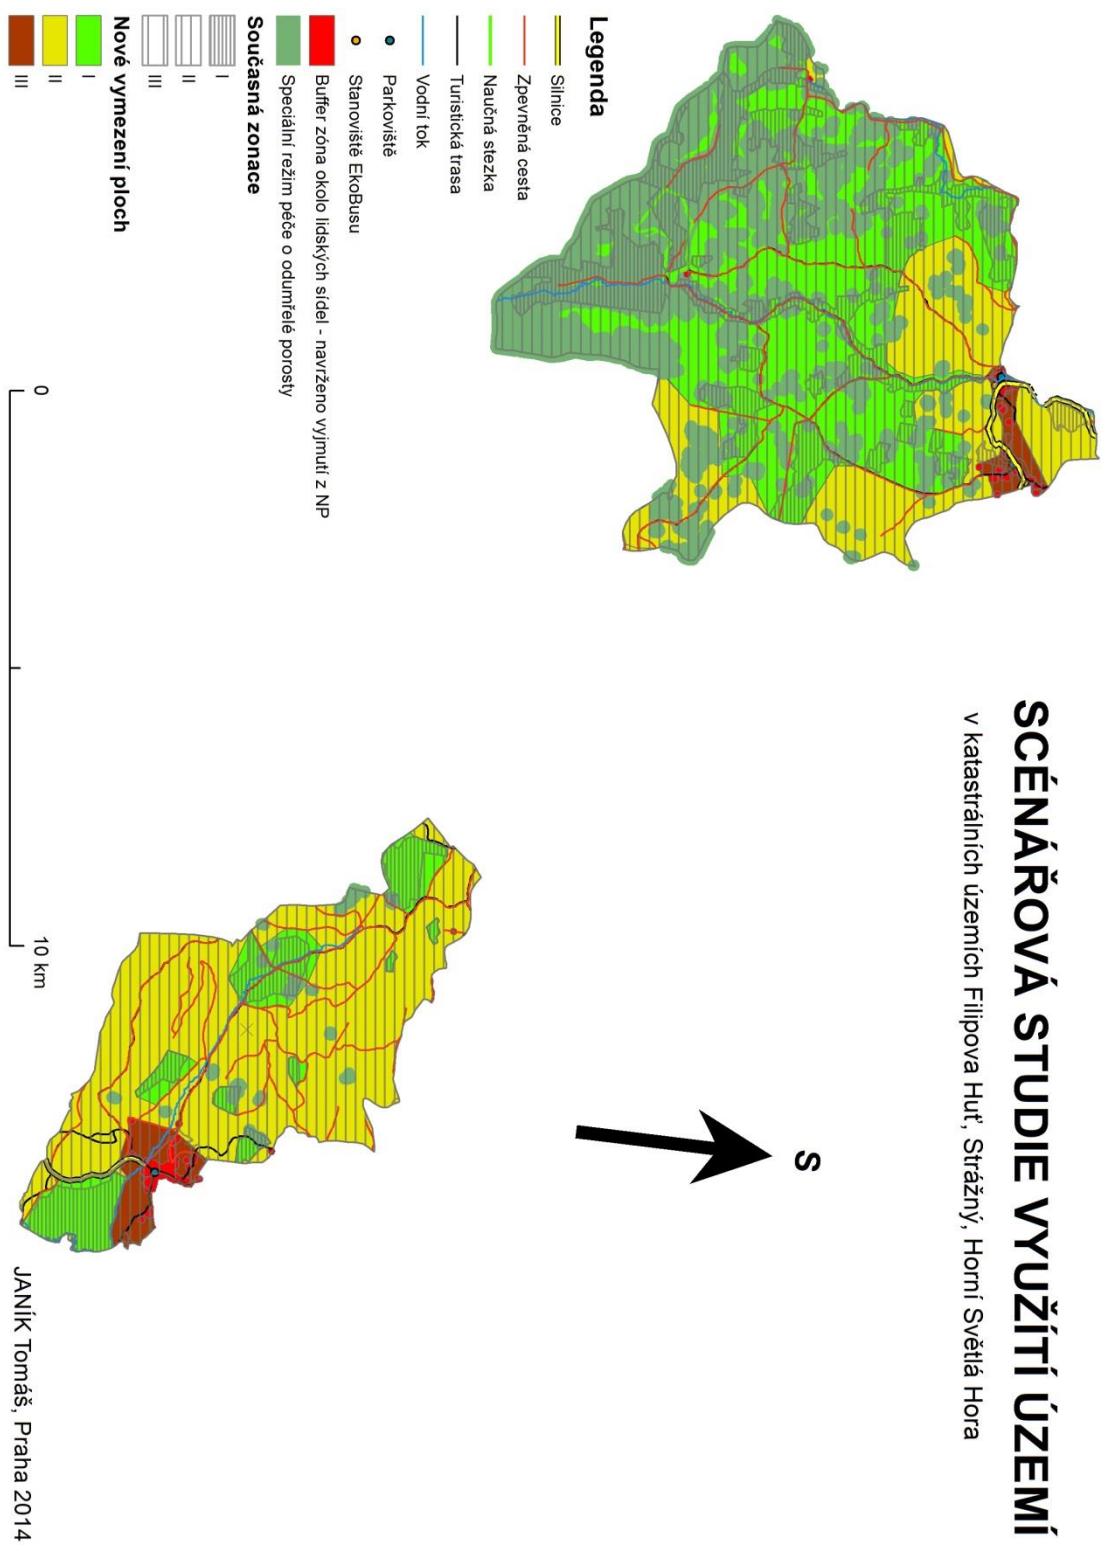 SCÉNÁŘOVÁ STUDIE VYUŽÍTÍ ÚZEMÍ
v katastrálních územích Filipova Huť, Strážný, Horní Světlá Hora
S
Legenda
Silnice
Zpevněná cesta
Naučná stezka
Turistická trasa
Vodní tok
Parkoviště
Stanoviště EkoBusu
Buffer zóna okolo lidských sídel - navrženo vyjmutí z NP
Speciální režim péče o odumřelé porosty
Současná zonace
I
II
III
Nové vymezení ploch
I
II
III
0
10 km
JANÍK Tomáš, Praha 2014